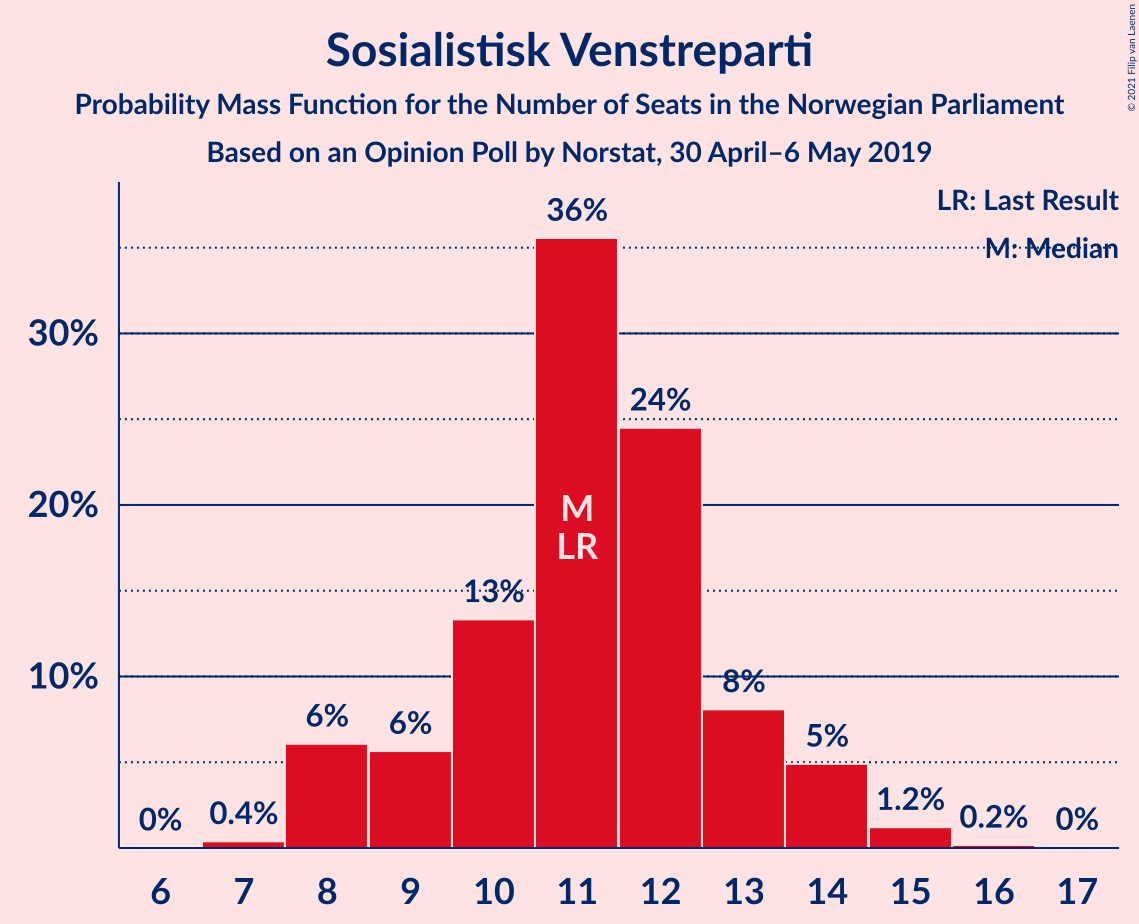 Sosialistisk Venstreparti
Probability Mass Function for the Number of Seats in the Norwegian Parliament
Based on an Opinion Poll by Norstat, 30 April–6 May 2019
© 2021 Filip van Laenen
LR: Last Result
M: Median
36%
30%
24%
20%
M
LR
13%
10%
8%
6%
6%
5%
1.2%
0%
0.4%
0.2%
0%
6 7 8 9 10 11 12 13 14 15 16 17